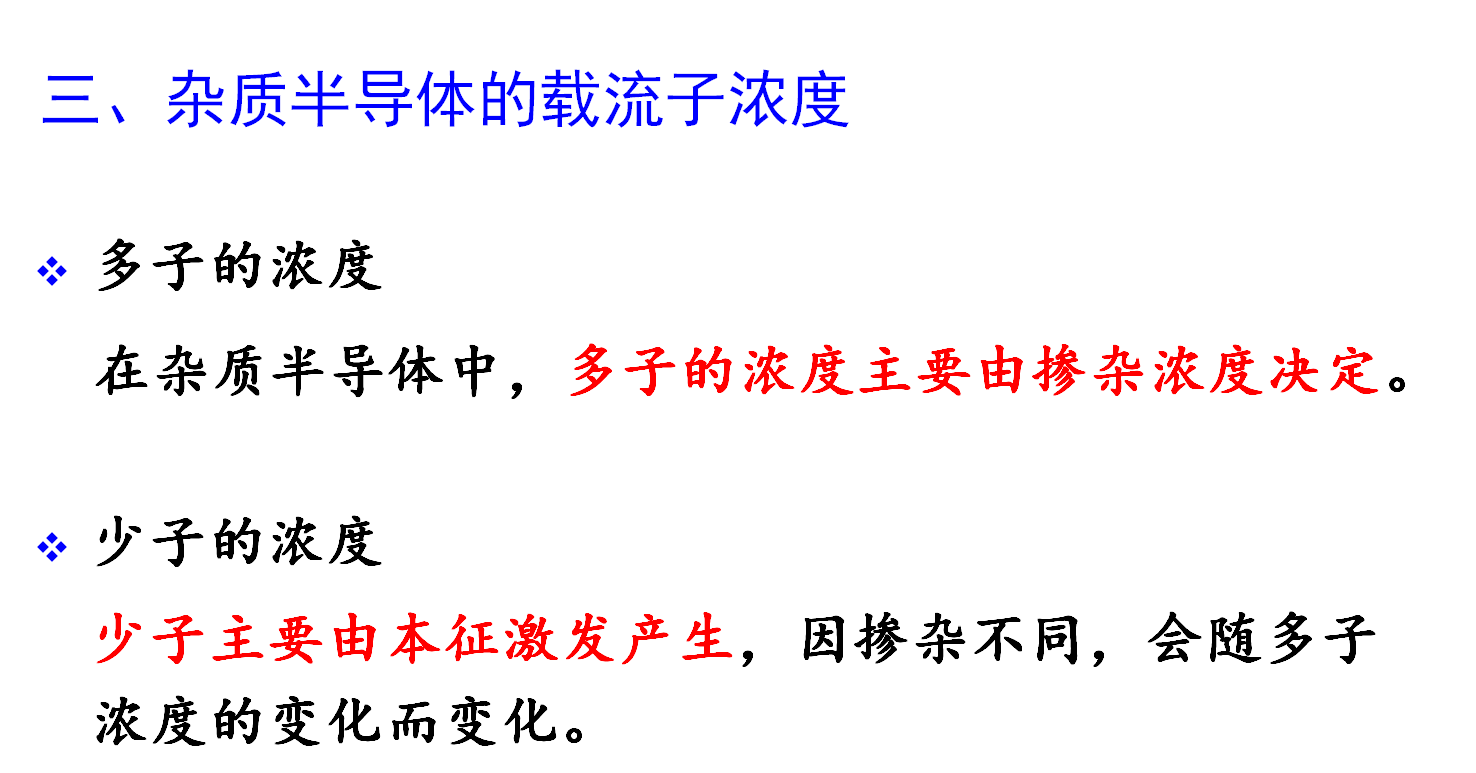 三、杂质半导体的载流子浓度
多子的浓度
在杂质半导体中，多子的浓度主要由掺杂浓度决定。
少子的浓度
少子主要由本征激发产生，因掺杂不同，会随多子
浓度的变化而变化。